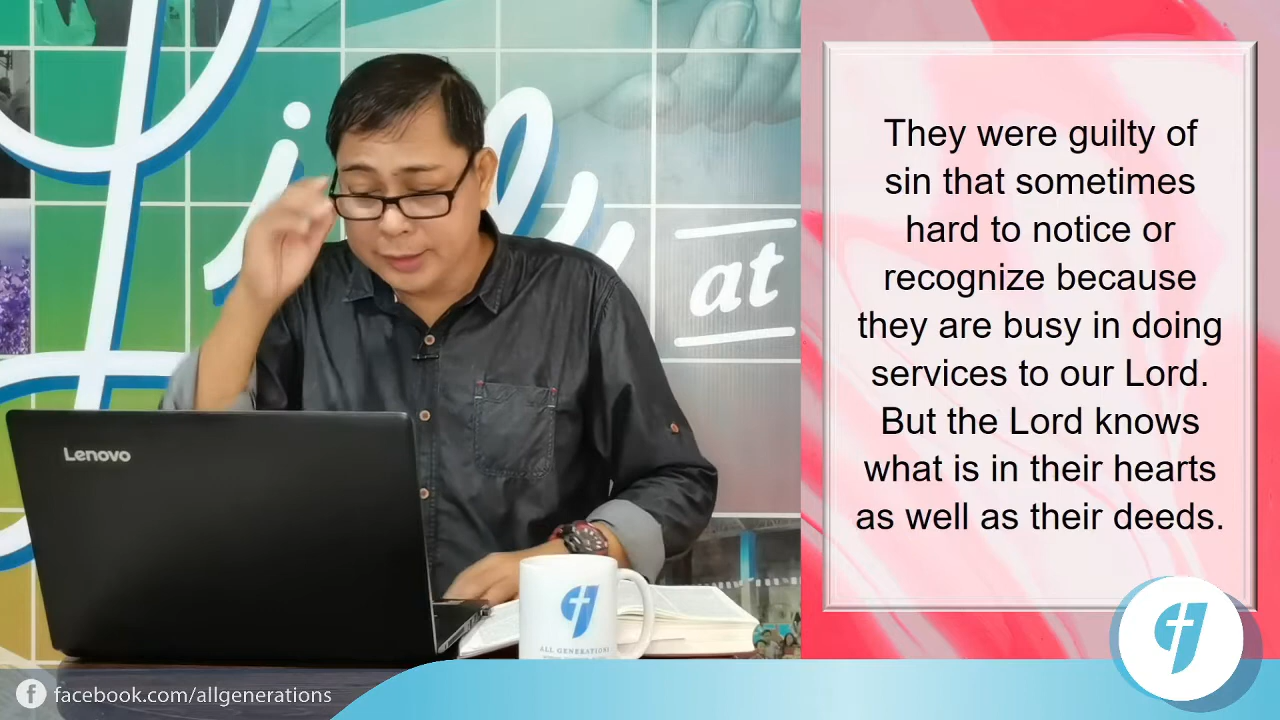 at
They were guilty of
sin that sometimes
hard to notice or
recognize because
they are busy in doing
services to our Lord.
But the Lord knows
what is in their hearts
as well as their deeds.
Lenovo
ALL GENERATIONS
facebook.com/allgenerations